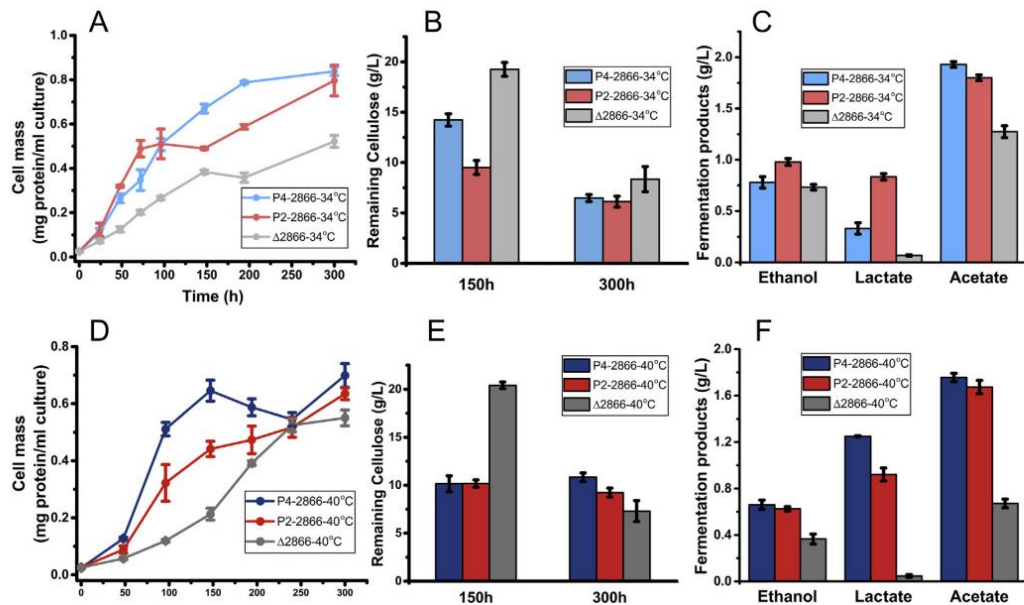 A
Cell mass
(mg protein/ml culture)
1.0
0.8
0.6
0.4
0.2
0.0
P4-2866-34°C
P2-2866-34°C
Δ2866-34°C
0 50 100 150 200 250 300
Time (h)
B
Remaining Cellulose (g/L)
20
15
10
5
0
P4-2866-34°C
P2-2866-34°C
Δ2866-34°C
150h 300h
C
Fermentation products (g/L)
2.0
1.5
1.0
0.5
0.0
P4-2866-34°C
P2-2866-34°C
Δ2866-34°C
Ethanol Lactate Acetate
D
Cell mass
(mg protein/ml culture)
0.8
0.6
0.4
0.2
0.0
P4-2866-40°C
P2-2866-40°C
Δ2866-40°C
0 50 100 150 200 250 300
E
Remaining Cellulose (g/L)
20
15
10
5
0
P4-2866-40°C
P2-2866-40°C
Δ2866-40°C
150h 300h
F
Fermentation products (g/L)
1.8
1.2
0.6
0.0
P4-2866-40°C
P2-2866-40°C
Δ2866-40°C
Ethanol Lactate Acetate